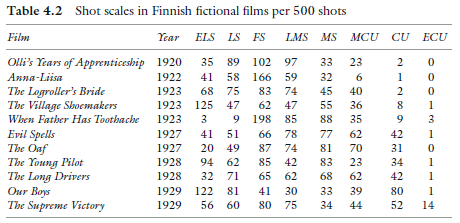 Table 4.2 Shot scales in Finnish fictional films per 500 shots
Film Year ELS LS FS LMS MS MCU CU ECU
Olli's Years of Apprenticeship 1920 35 89 102 97 33 23 2 0
Anna-Liisa 1922 41 58 166 59 32 6 1 0
The Logroller's Bride 1923 68 75 83 74 45 40 2 0
The Village Shoemakers 1923 125 47 62 47 55 36 8 1
When Father Has Toothache 1923 3 9 198 85 88 35 9 3
Evil Spells 1927 41 51 66 78 77 62 42 1
The Oaf 1927 20 49 87 74 81 70 31 0
The Young Pilot 1928 94 62 85 42 83 23 34 1
The Long Drivers 1928 32 71 65 62 68 62 42 1
Our Boys 1929 122 81 41 30 33 39 80 1
The Supreme Victory 1929 56 60 80 75 34 44 52 14